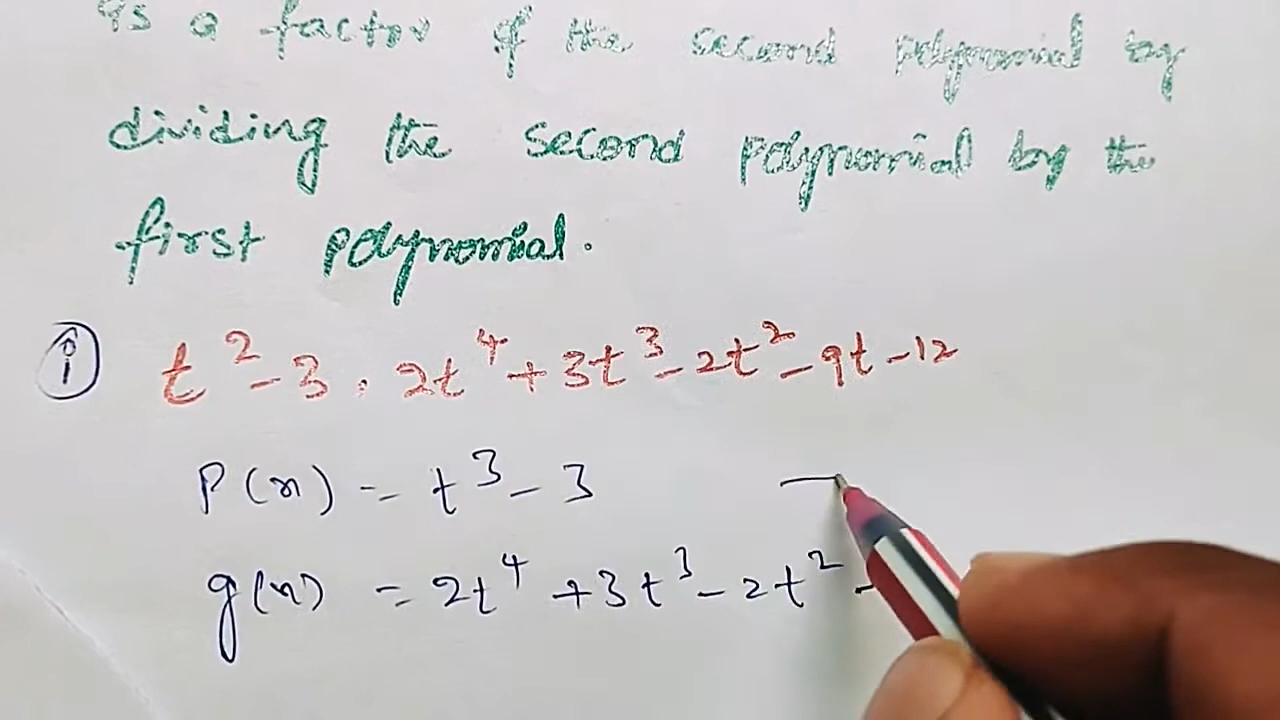 is a factor of the second polynomial by
dividing the second polynomial by the
first polynomial.
i t² - 3, 2t⁴ + 3t³ - 2t² - 9t - 12
P(x) = t³ - 3
g(x) = 2t⁴ + 3t³ - 2t² -